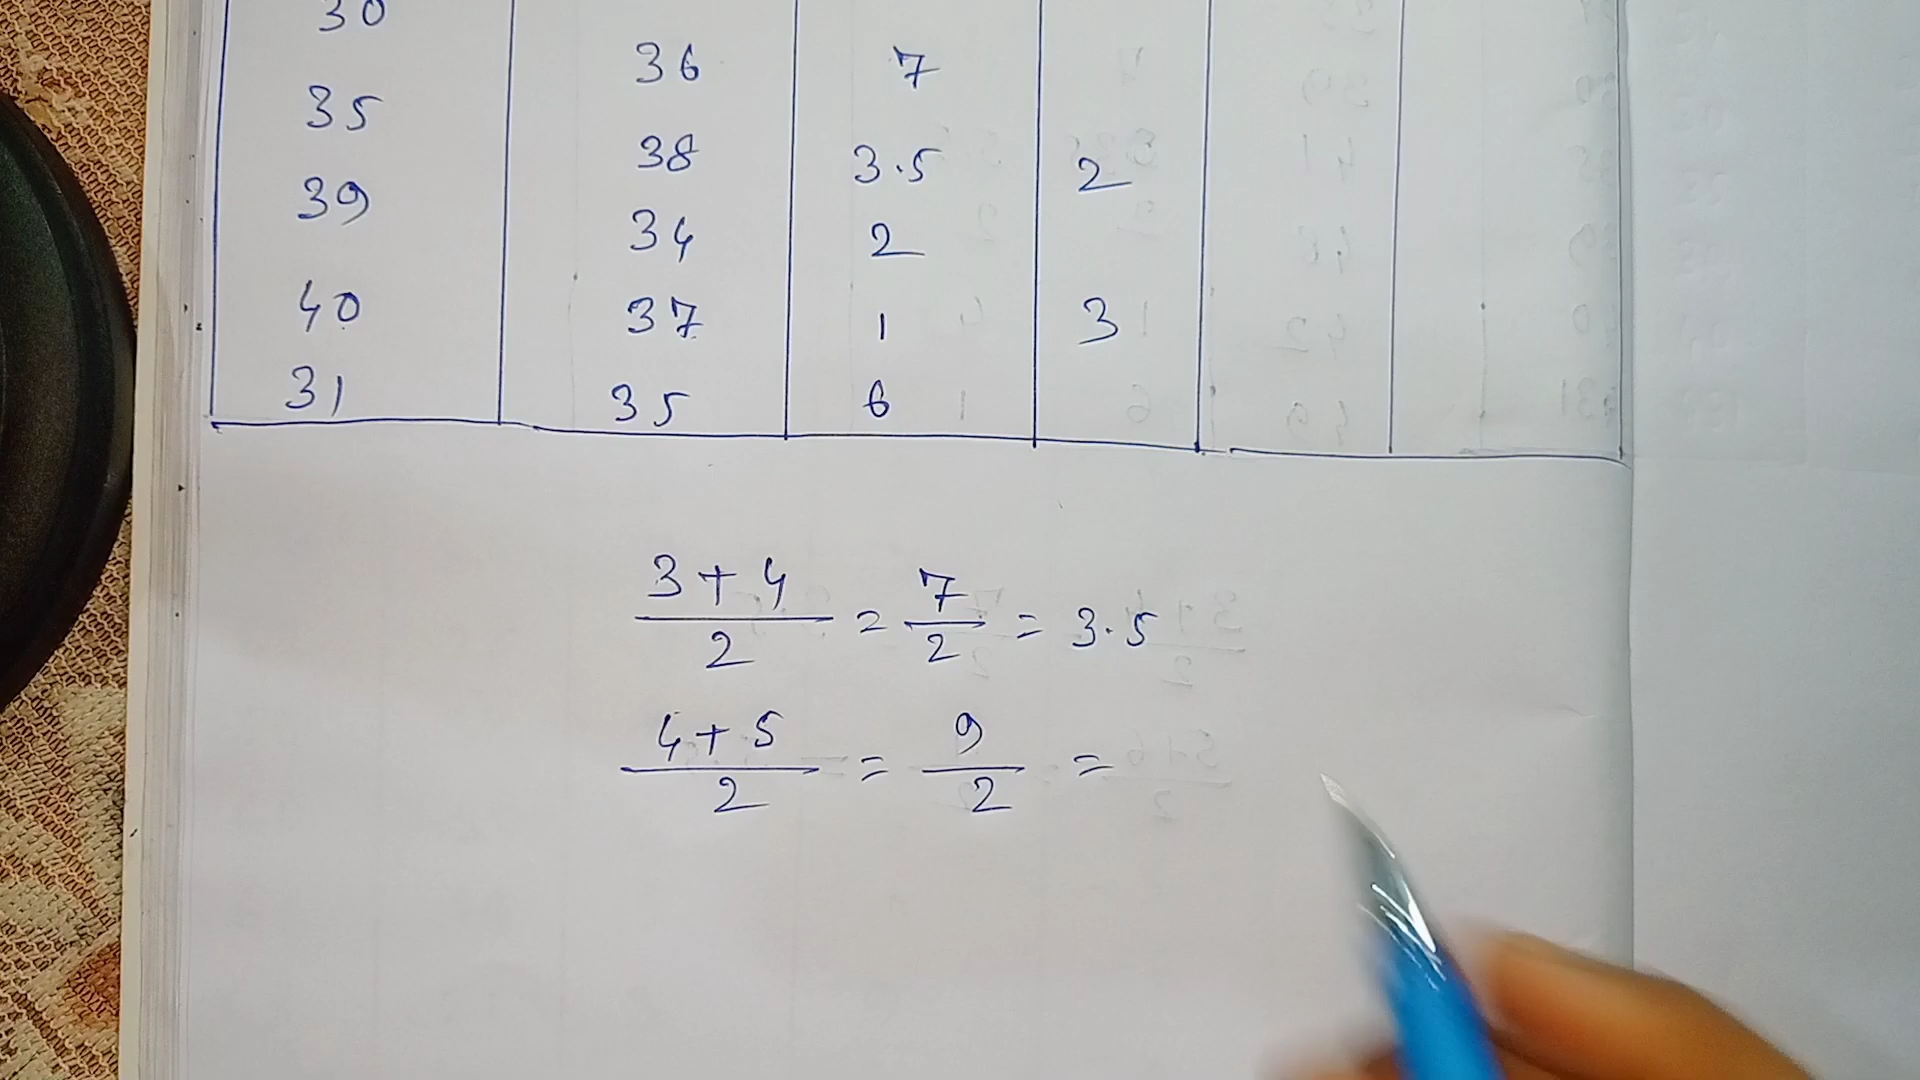 30
36 7
35
38 3.5 2
39
34 2
40 37 1 3
31 35 6
3+4/2 = 7/2 = 3.5
4+5/2 = 9/2 =